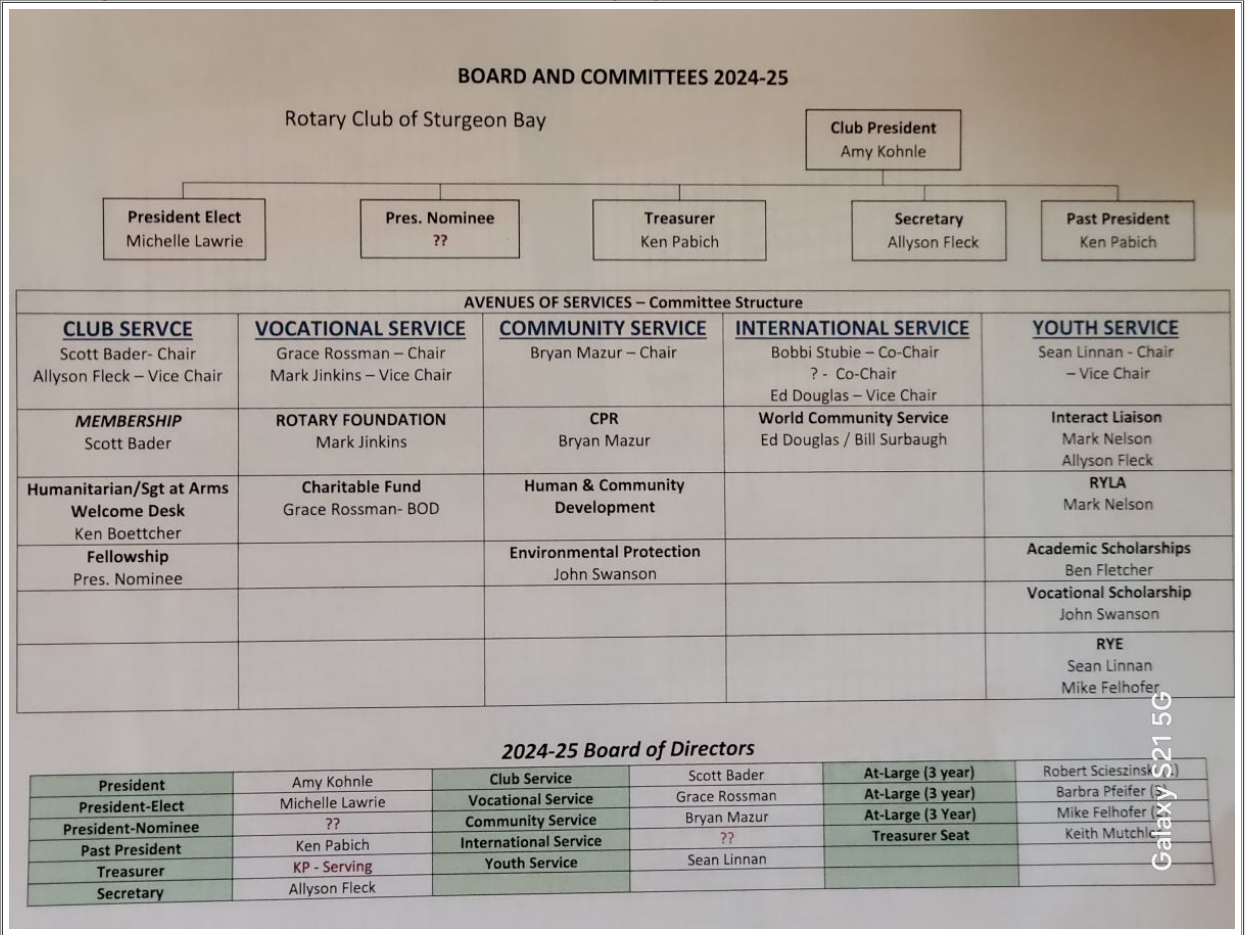 BOARD AND COMMITTEES 2024-25
Rotary Club of Sturgeon Bay
Club President
Amy Kohnle
President Elect
Michelle Lawrie
Pres. Nominee
??
Treasurer
Ken Pabich
Secretary
Allyson Fleck
Past President
Ken Pabich
AVENUES OF SERVICES – Committee Structure
CLUB SERVCE
Scott Bader- Chair
Allyson Fleck – Vice Chair
VOCATIONAL SERVICE
Grace Rossman – Chair
Mark Jinkins – Vice Chair
COMMUNITY SERVICE
Bryan Mazur – Chair
INTERNATIONAL SERVICE
Bobbi Stubie – Co-Chair
? - Co-Chair
Ed Douglas – Vice Chair
YOUTH SERVICE
Sean Linnan - Chair
– Vice Chair
MEMBERSHIP
Scott Bader
ROTARY FOUNDATION
Mark Jinkins
CPR
Bryan Mazur
World Community Service
Ed Douglas / Bill Surbaugh
Interact Liaison
Mark Nelson
Allyson Fleck
Humanitarian/Sgt at Arms
Welcome Desk
Ken Boettcher
Charitable Fund
Grace Rossman- BOD
Human & Community
Development
RYLA
Mark Nelson
Fellowship
Pres. Nominee
Environmental Protection
John Swanson
Academic Scholarships
Ben Fletcher
Vocational Scholarship
John Swanson
RYE
Sean Linnan
Mike Felhofer
2024-25 Board of Directors
President Amy Kohnle Club Service Scott Bader At-Large (3 year) Robert
President-Elect Michelle Lawrie Vocational Service Grace Rossman At-Large (3 year) Barbra Pfeifer
President-Nominee ?? Community Service Bryan Mazur At-Large (3 Year) Mike Felhofer
Past President Ken Pabich International Service ?? Treasurer Seat Keith
Treasurer KP - Serving Youth Service Sean Linnan
Secretary Allyson Fleck
Galaxy S21 5G